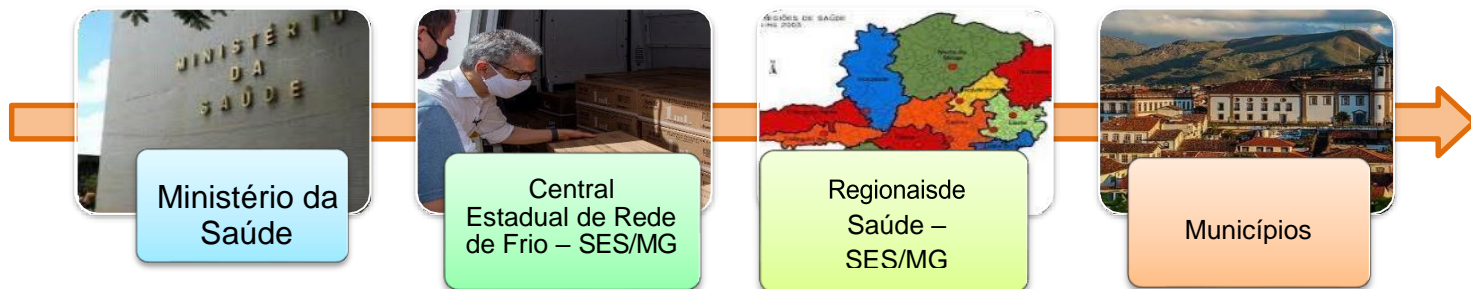 MINISTÉRIO
DA
SAÚDE
Ministério da
Saúde
Central
Estadual de Rede
de Frio – SES/MG
Regionaisde
Saúde –
SES/MG
Municípios